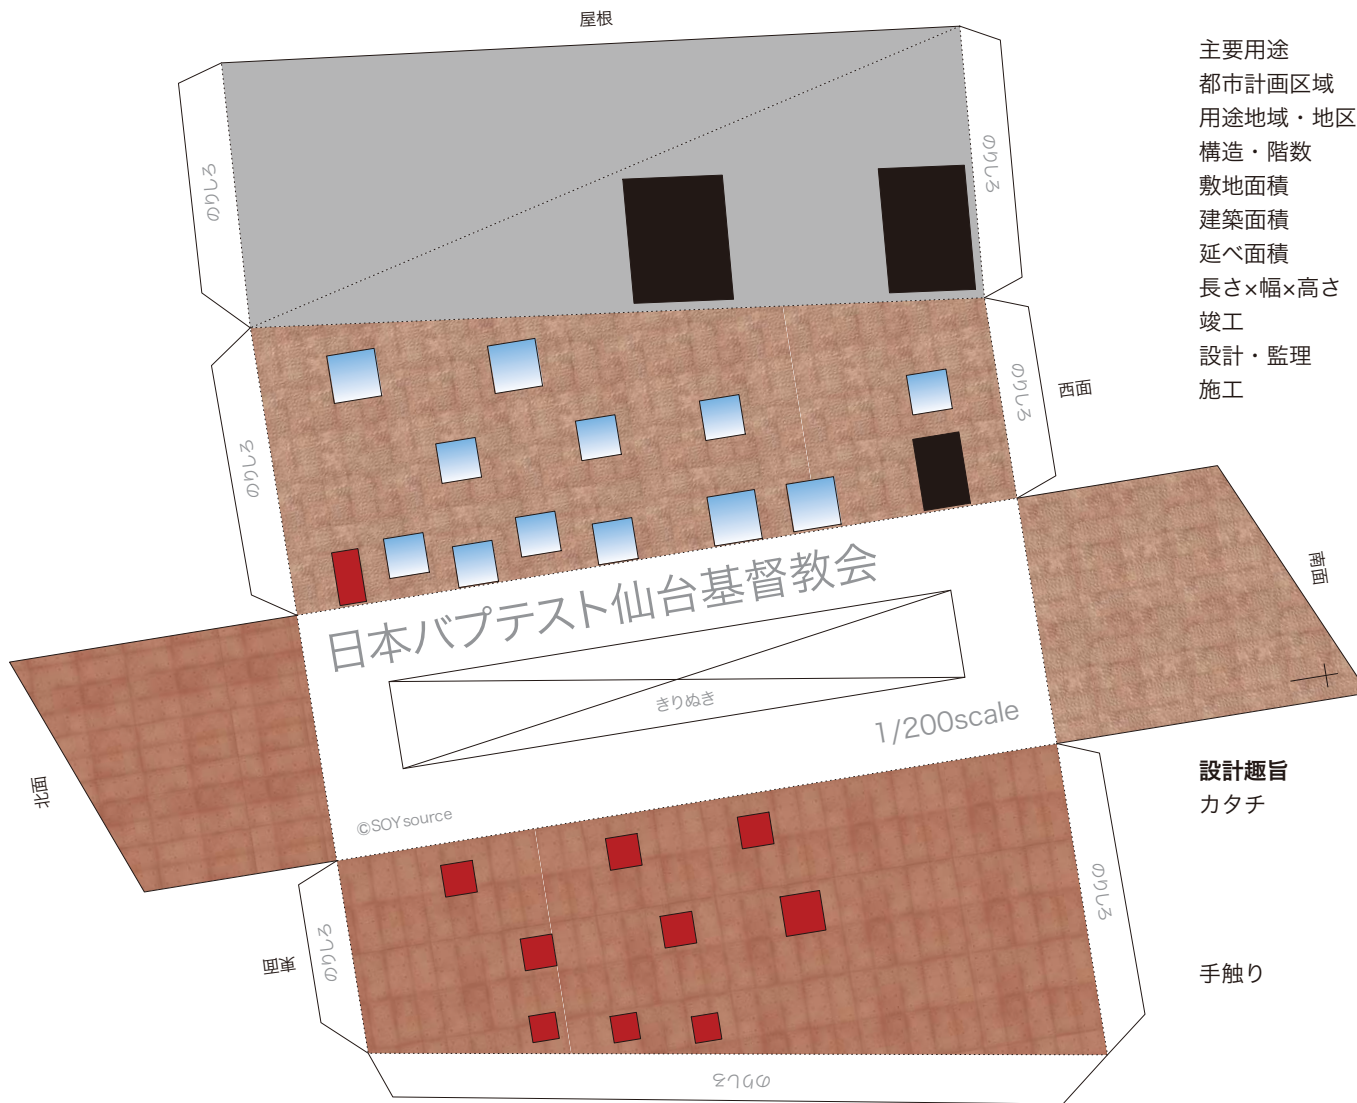 屋根
主要用途
都市計画区域
用途地域・地区
構造・階数
敷地面積
建築面積
延べ面積
長さ×幅×高さ
竣工
設計・監理
施工
のりしろ
のりしろ
のりしろ
のりしろ
西面
南面
日本バプテスト仙台基督教会
きりぬき
1/200scale
©SOYsource
北面
設計趣旨
カタチ
手触り
のりしろ
のりしろ
東面
のりしろ